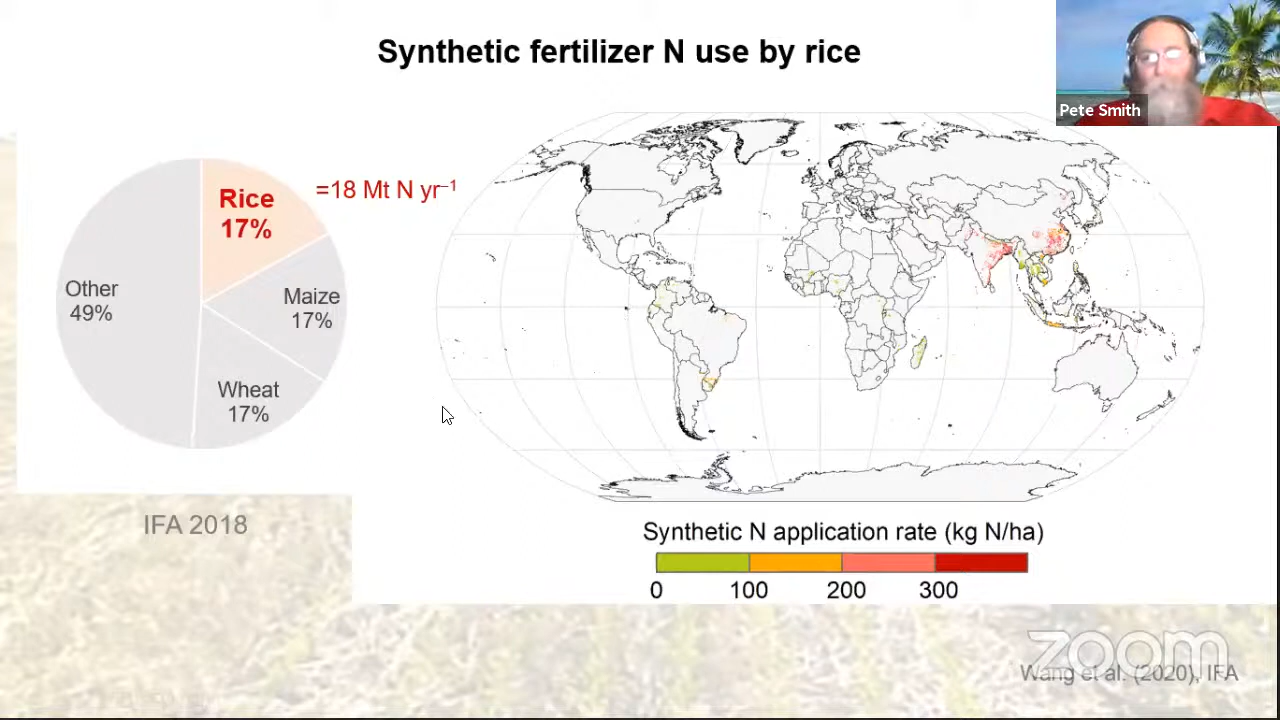 Synthetic fertilizer N use by rice
Pete Smith
Rice
17%
=18 Mt N yr⁻¹
Other
49%
Maize
17%
Wheat
17%
IFA 2018
Synthetic N application rate (kg N/ha)
0 100 200 300
zoom
Wang et al. (2020), IFA